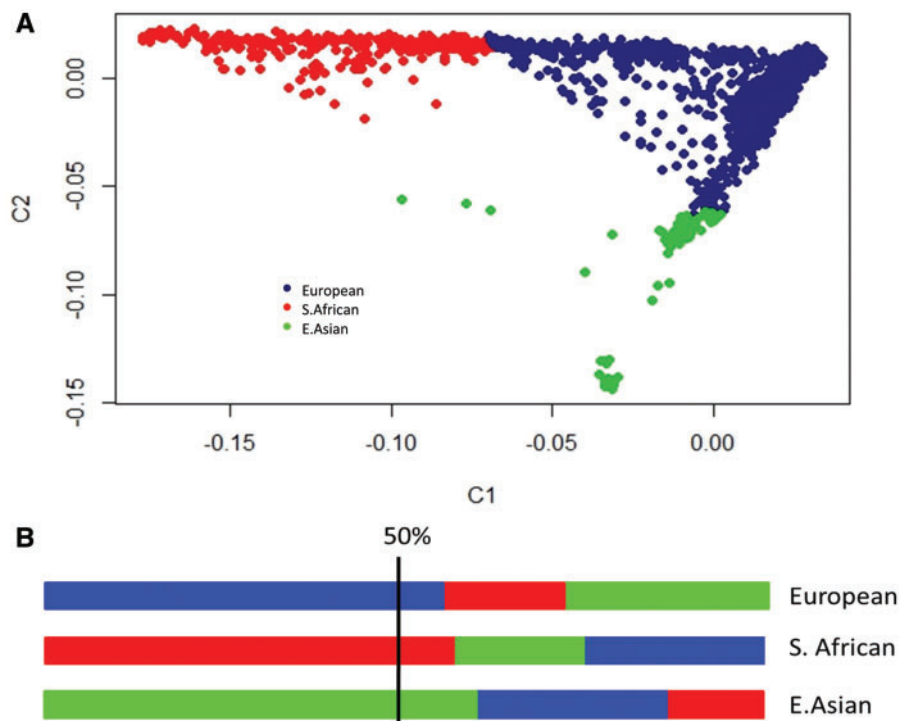 A
0.00
-0.05
-0.10
-0.15
C2
European
S.African
E.Asian
-0.15 -0.10 -0.05 0.00
C1
B
50%
European
S. African
E.Asian